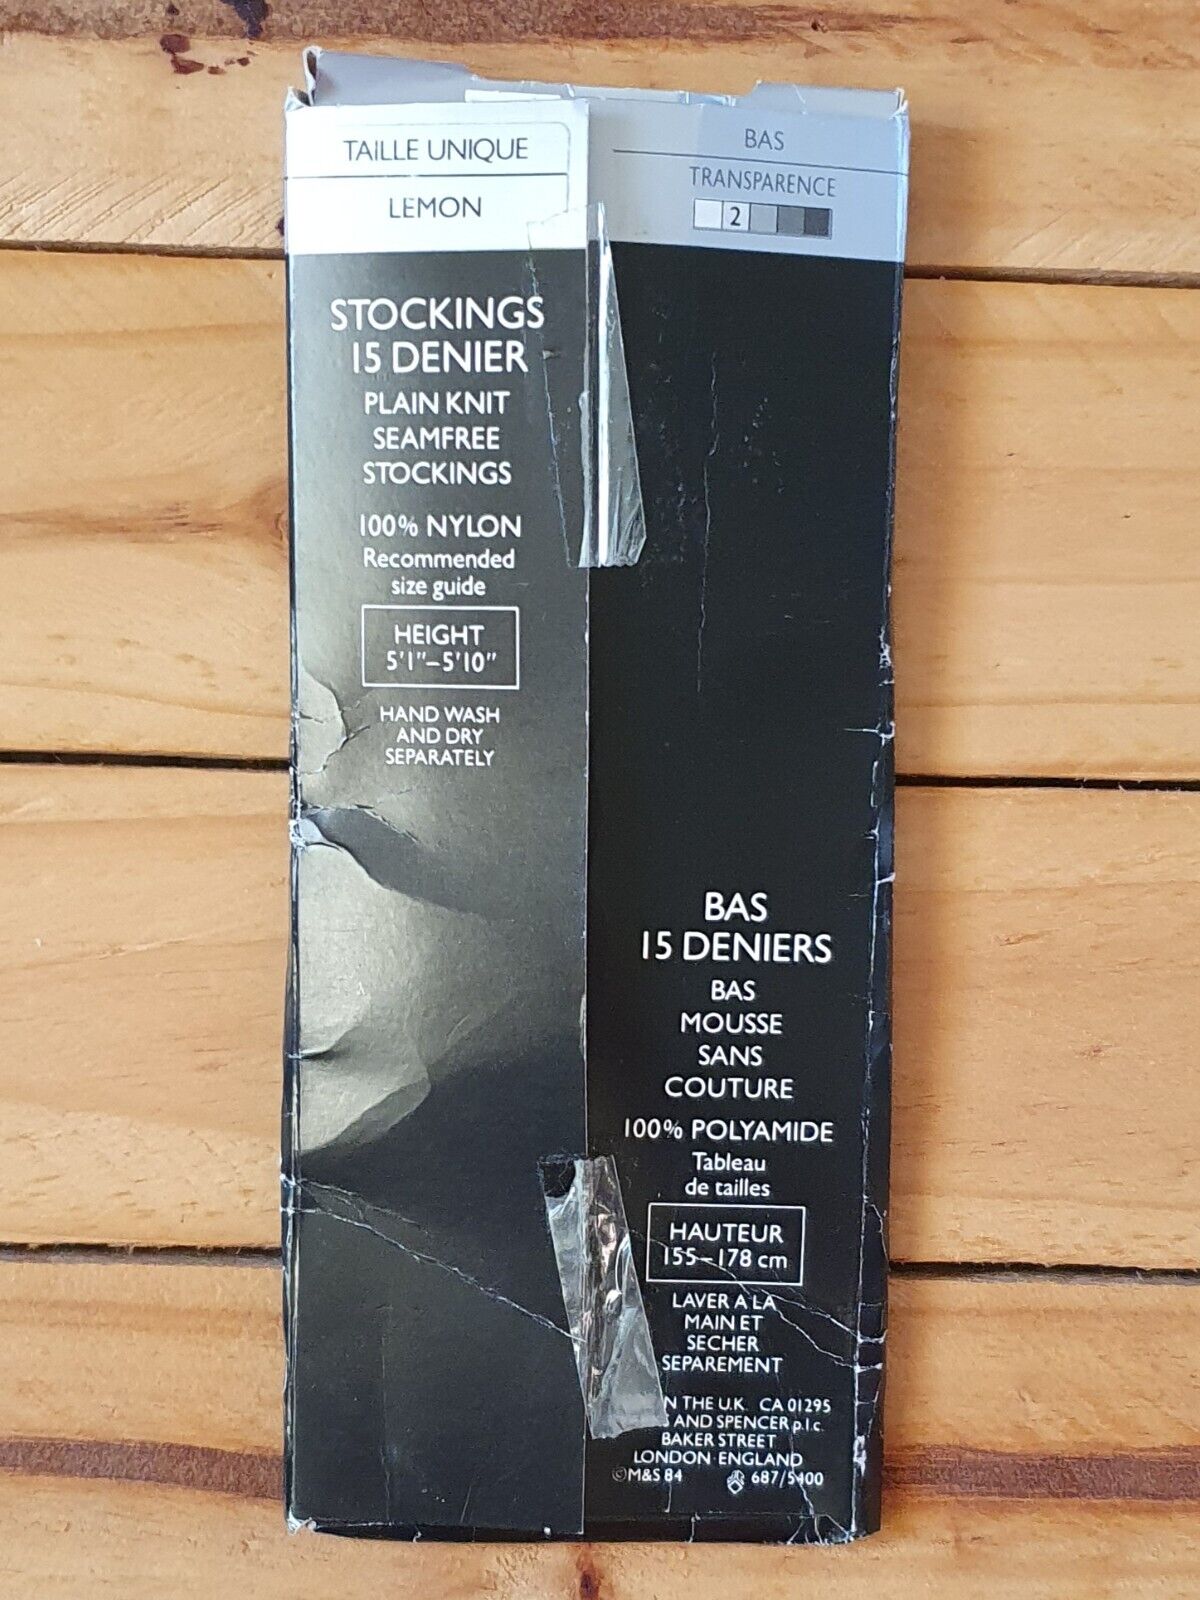 TAILLE UNIQUE
LEMON
STOCKINGS
15 DENIER
PLAIN KNIT
SEAMFREE
STOCKINGS
100% NYLON
Recommended
size guide
HEIGHT
5'1"–5'10"
HAND WASH
AND DRY
SEPARATELY
BAS
TRANSPARENCE
2
BAS
15 DENIERS
BAS
MOUSSE
SANS
COUTURE
100% POLYAMIDE
Tableau
de tailles
HAUTEUR
155–178 cm
LAVER A LA
MAIN ET
SECHER
SEPAREMENT
N THE U.K. CA 01295
S AND SPENCER p.l.c.
BAKER STREET
LONDON ENGLAND
©M&S 84 687/5400